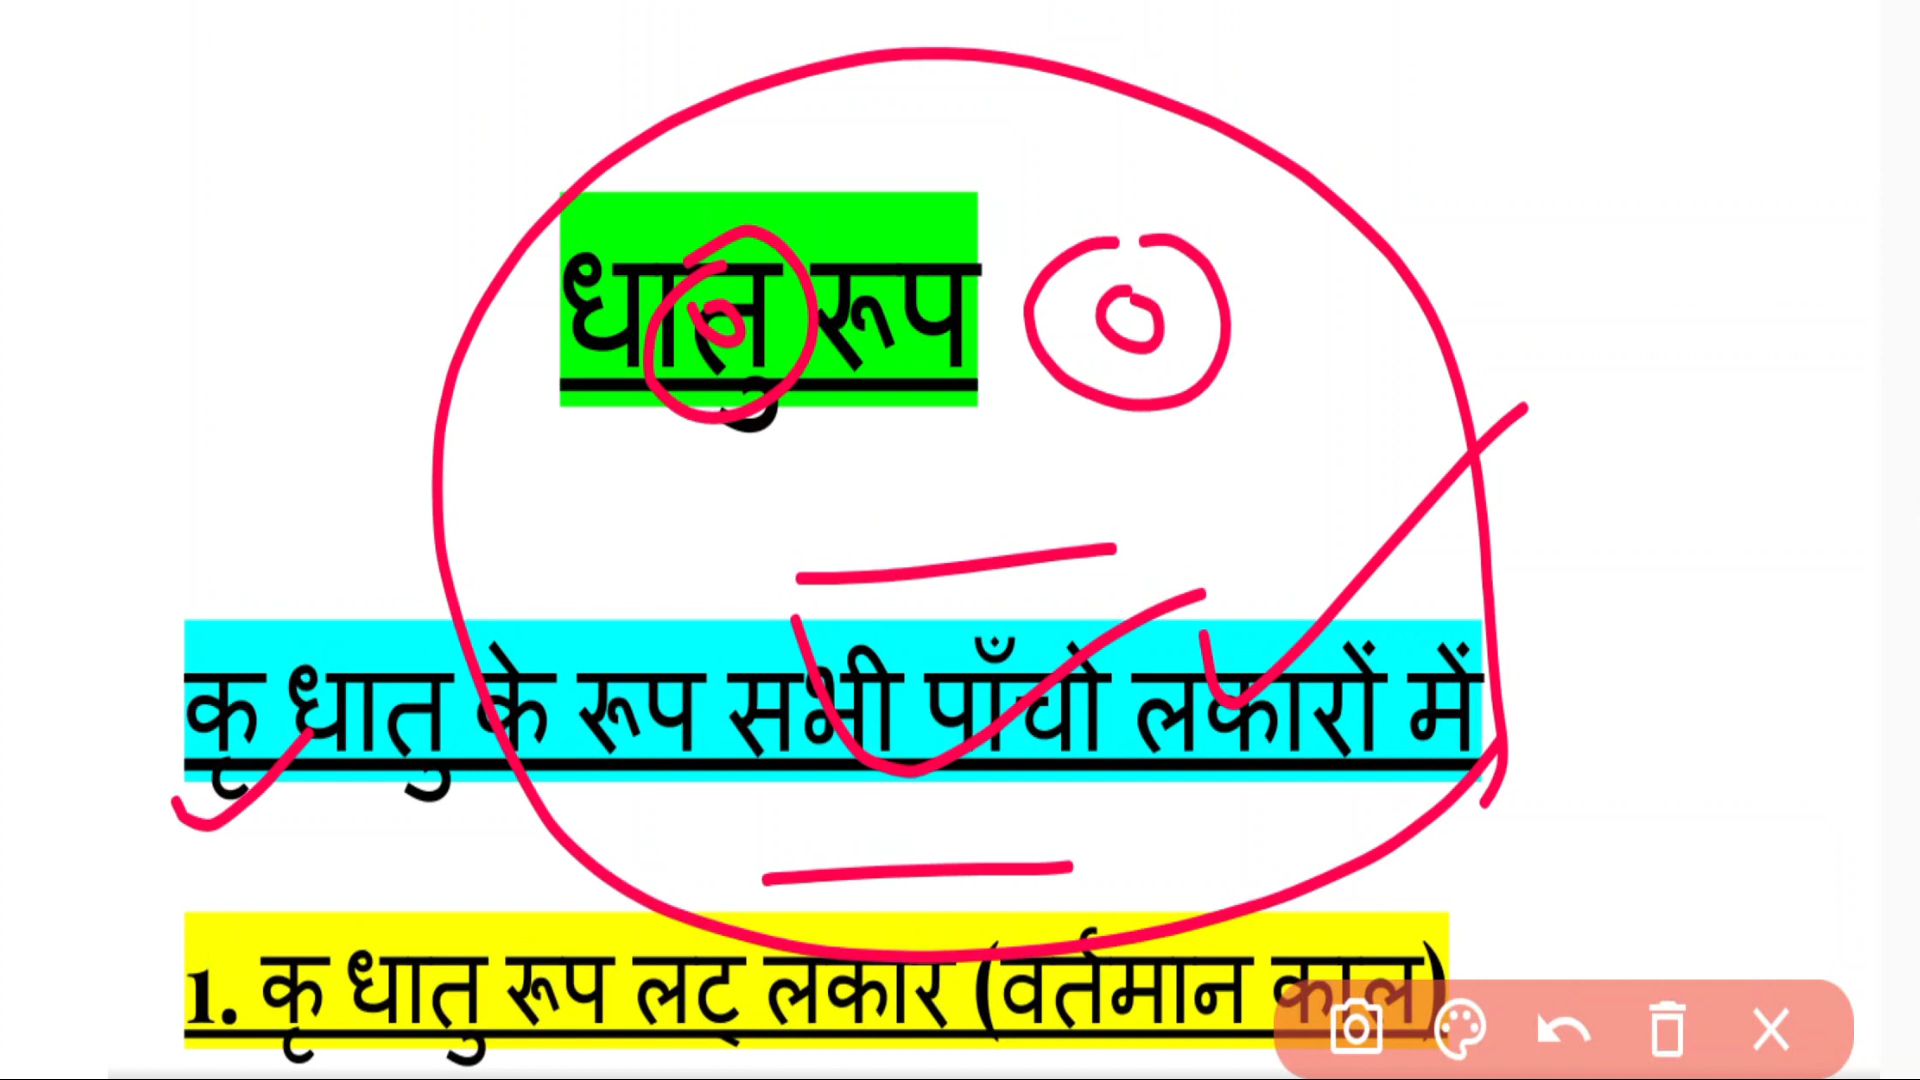 धातु रूप
कृ धातु के रूप सभी पाँचों लकारों में
1. कृ धातु रूप लट् लकार (वर्तमान काल)